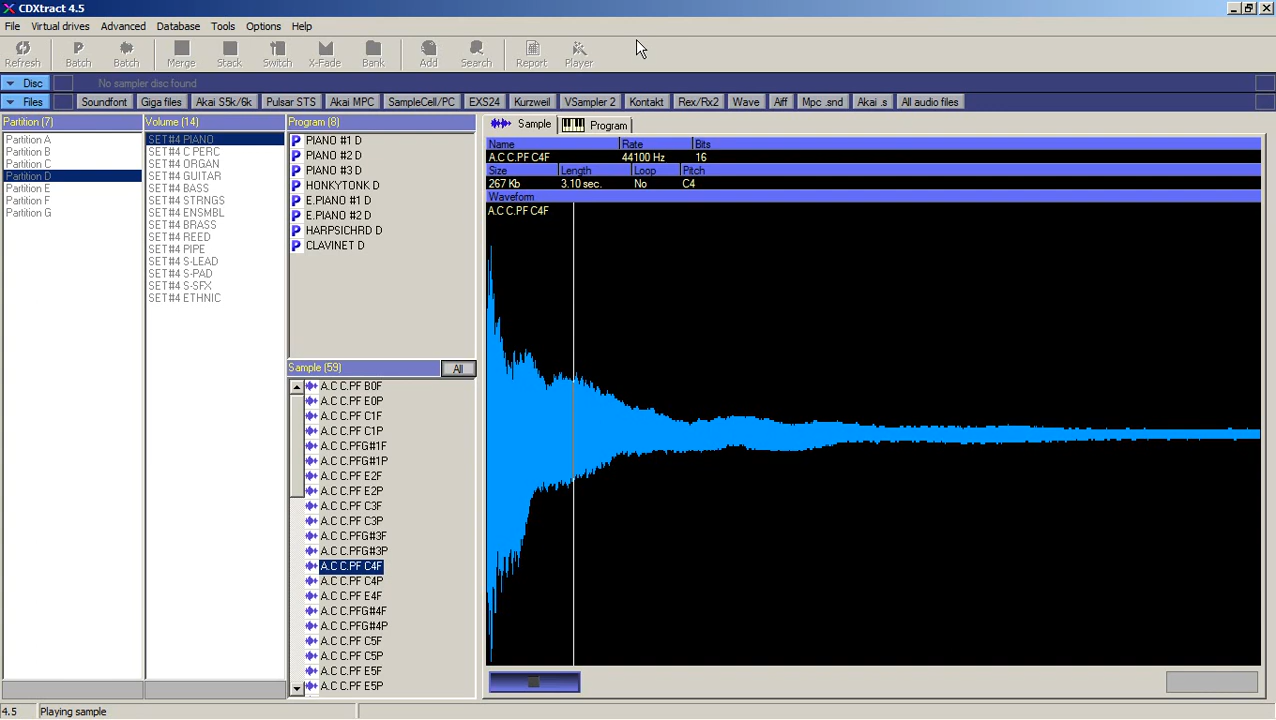 CDXtract 4.5
File Virtual drives Advanced Database Tools Options Help
Refresh Batch Batch Merge Stack Switch X-Fade Bank Add Search Report Player
Disc No sampler disc found
Files Soundfont Giga files Akai S5k/6k Pulsar STS Akai MPC SampleCell/PC EXS24 Kurzweil VSampler 2 Kontakt Rex/Rx2 Wave Aiff Mpc .snd Akai .s All audio files
Partition (7)
Partition A
Partition B
Partition C
Partition D
Partition E
Partition F
Partition G
Volume (14)
SET#4 PIANO
SET#4 C PERC
SET#4 ORGAN
SET#4 GUITAR
SET#4 BASS
SET#4 STRNGS
SET#4 ENSMBL
SET#4 BRASS
SET#4 REED
SET#4 PIPE
SET#4 S-LEAD
SET#4 S-PAD
SET#4 S-SFX
SET#4 ETHNIC
Program (8)
P PIANO #1 D
P PIANO #2 D
P PIANO #3 D
P HONKYTONK D
P E.PIANO #1 D
P E.PIANO #2 D
P HARPSICHRD D
P CLAVINET D
Sample (59) All
A.C C.PF B0F
A.C C.PF E0P
A.C C.PF C1F
A.C C.PF C1P
A.C C.PFG#1F
A.C C.PFG#1P
A.C C.PF E2F
A.C C.PF E2P
A.C C.PF C3F
A.C C.PF C3P
A.C C.PFG#3F
A.C C.PFG#3P
A.C C.PF C4F
A.C C.PF C4P
A.C C.PF E4F
A.C C.PFG#4F
A.C C.PFG#4P
A.C C.PF C5F
A.C C.PF C5P
A.C C.PF E5F
A.C C.PF E5P
Sample Program
Name Rate Bits
A.C C.PF C4F 44100 Hz 16
Size Length Loop Pitch
267 Kb 3.10 sec. No C4
Waveform
A.C C.PF C4F
4.5 Playing sample